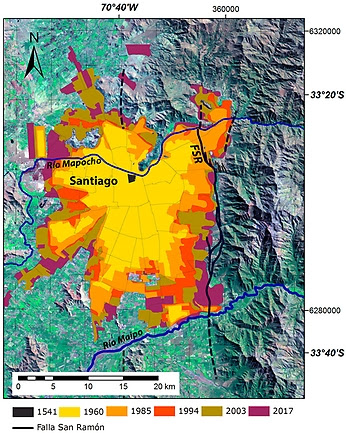 70°40'W
360000
6320000
N
33°20'S
Río Mapocho
FSR
Santiago
6280000
Río Maipo
33°40'S
0 5 10 15 20 km
1541 1960 1985 1994 2003 2017
Falla San Ramón